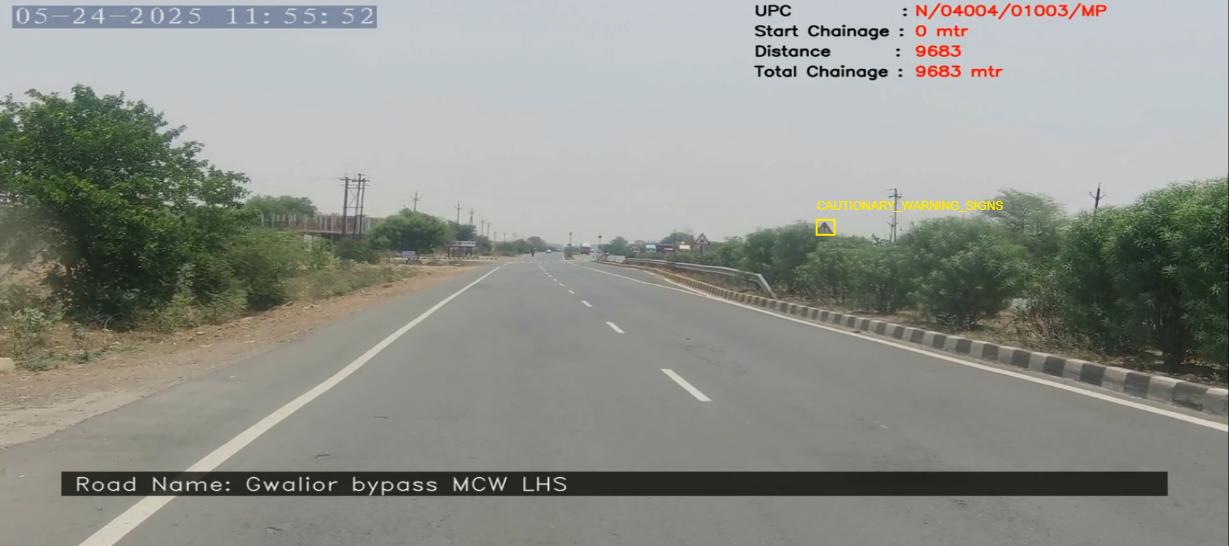 05-24-2025 11:55:52
UPC : N/04004/01003/MP
Start Chainage : 0 mtr
Distance : 9683
Total Chainage : 9683 mtr
CAUTIONARY_WARNING_SIGNS
Road Name: Gwalior bypass MCW LHS